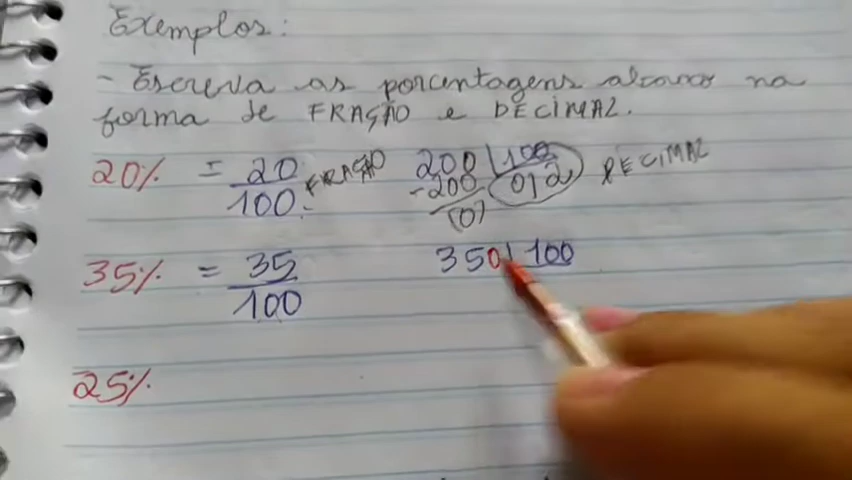 Exemplos:
- Escreva as porcentagens abaixo na
forma de FRAÇÃO e DECIMAL.
20% = 20/100 FRAÇÃO 200 100 DECIMAL
-200 0,2
(0)
35% = 35/100 350 100
25%